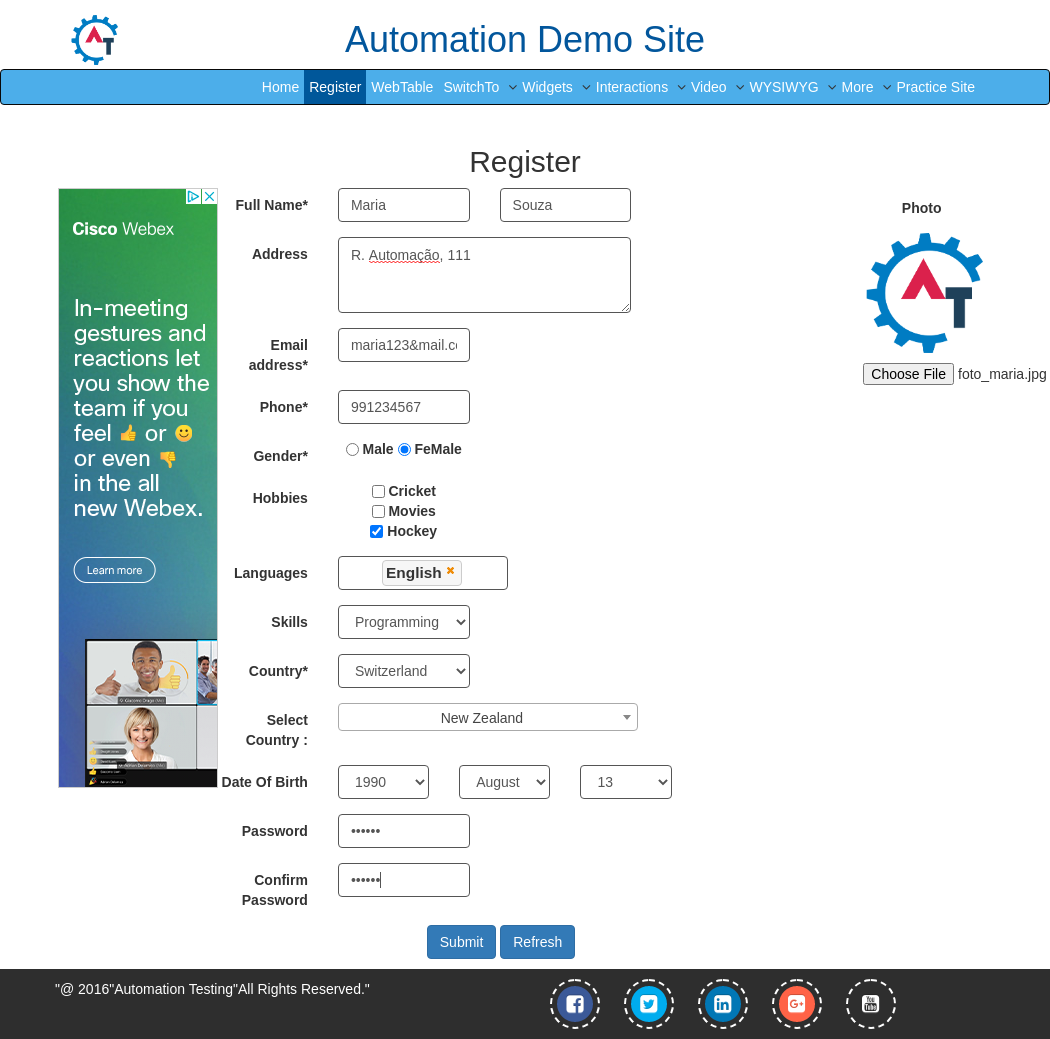 Automation Demo Site
Home Register WebTable SwitchTo Widgets Interactions Video WYSIWYG More Practice Site
Register
Cisco Webex
In-meeting
gestures and
reactions let
you show the
team if you
feel 👍 or 🙂
or even 👎
in the all
new Webex.
Learn more
Full Name* Maria Souza
Address R. Automação, 111
Email
address* maria123&mail.co
Phone* 991234567
Gender* Male FeMale
Hobbies Cricket
Movies
Hockey
Languages English
Skills Programming
Country* Switzerland
Select
Country : New Zealand
Date Of Birth 1990 August 13
Password ••••••
Confirm
Password ••••••
Submit Refresh
Photo
AT
Choose File foto_maria.jpg
"@ 2016"Automation Testing"All Rights Reserved."
You Tube